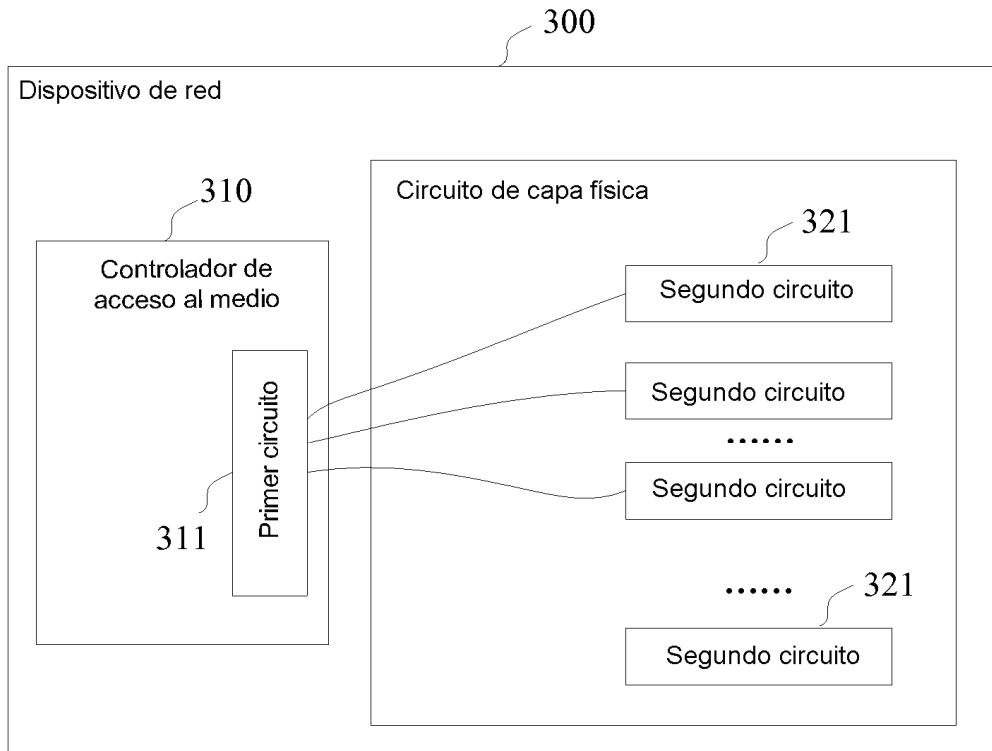 300
Dispositivo de red
310
Controlador de
acceso al medio
Primer circuito
311
Circuito de capa física
321
Segundo circuito
Segundo circuito
......
Segundo circuito
......
321
Segundo circuito